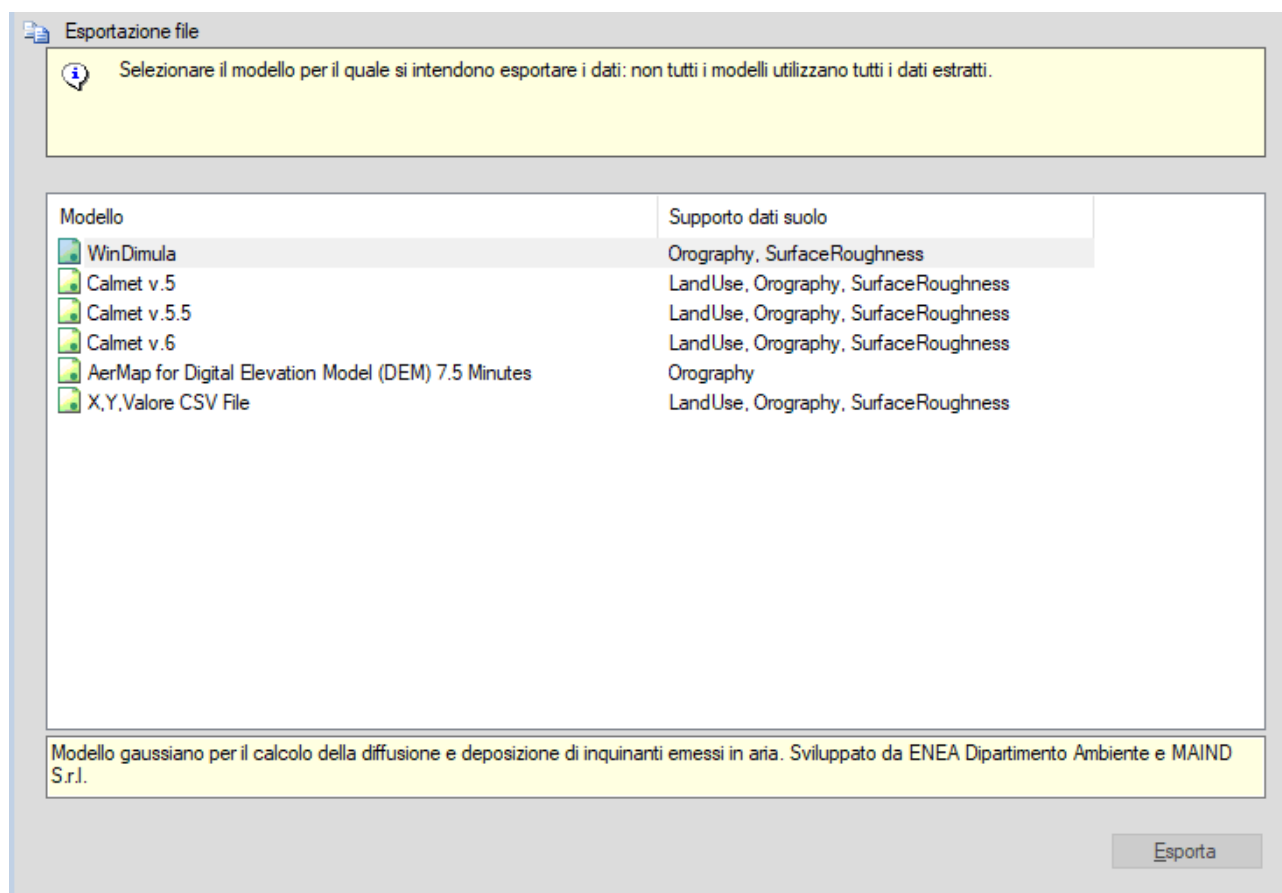 Esportazione file
Selezionare il modello per il quale si intendono esportare i dati: non tutti i modelli utilizzano tutti i dati estratti.
Modello Supporto dati suolo
WinDimula Orography, SurfaceRoughness
Calmet v.5 LandUse, Orography, SurfaceRoughness
Calmet v.5.5 LandUse, Orography, SurfaceRoughness
Calmet v.6 LandUse, Orography, SurfaceRoughness
AerMap for Digital Elevation Model (DEM) 7.5 Minutes Orography
X,Y,Valore CSV File LandUse, Orography, SurfaceRoughness
Modello gaussiano per il calcolo della diffusione e deposizione di inquinanti emessi in aria. Sviluppato da ENEA Dipartimento Ambiente e MAIND
S.r.l.
Esporta